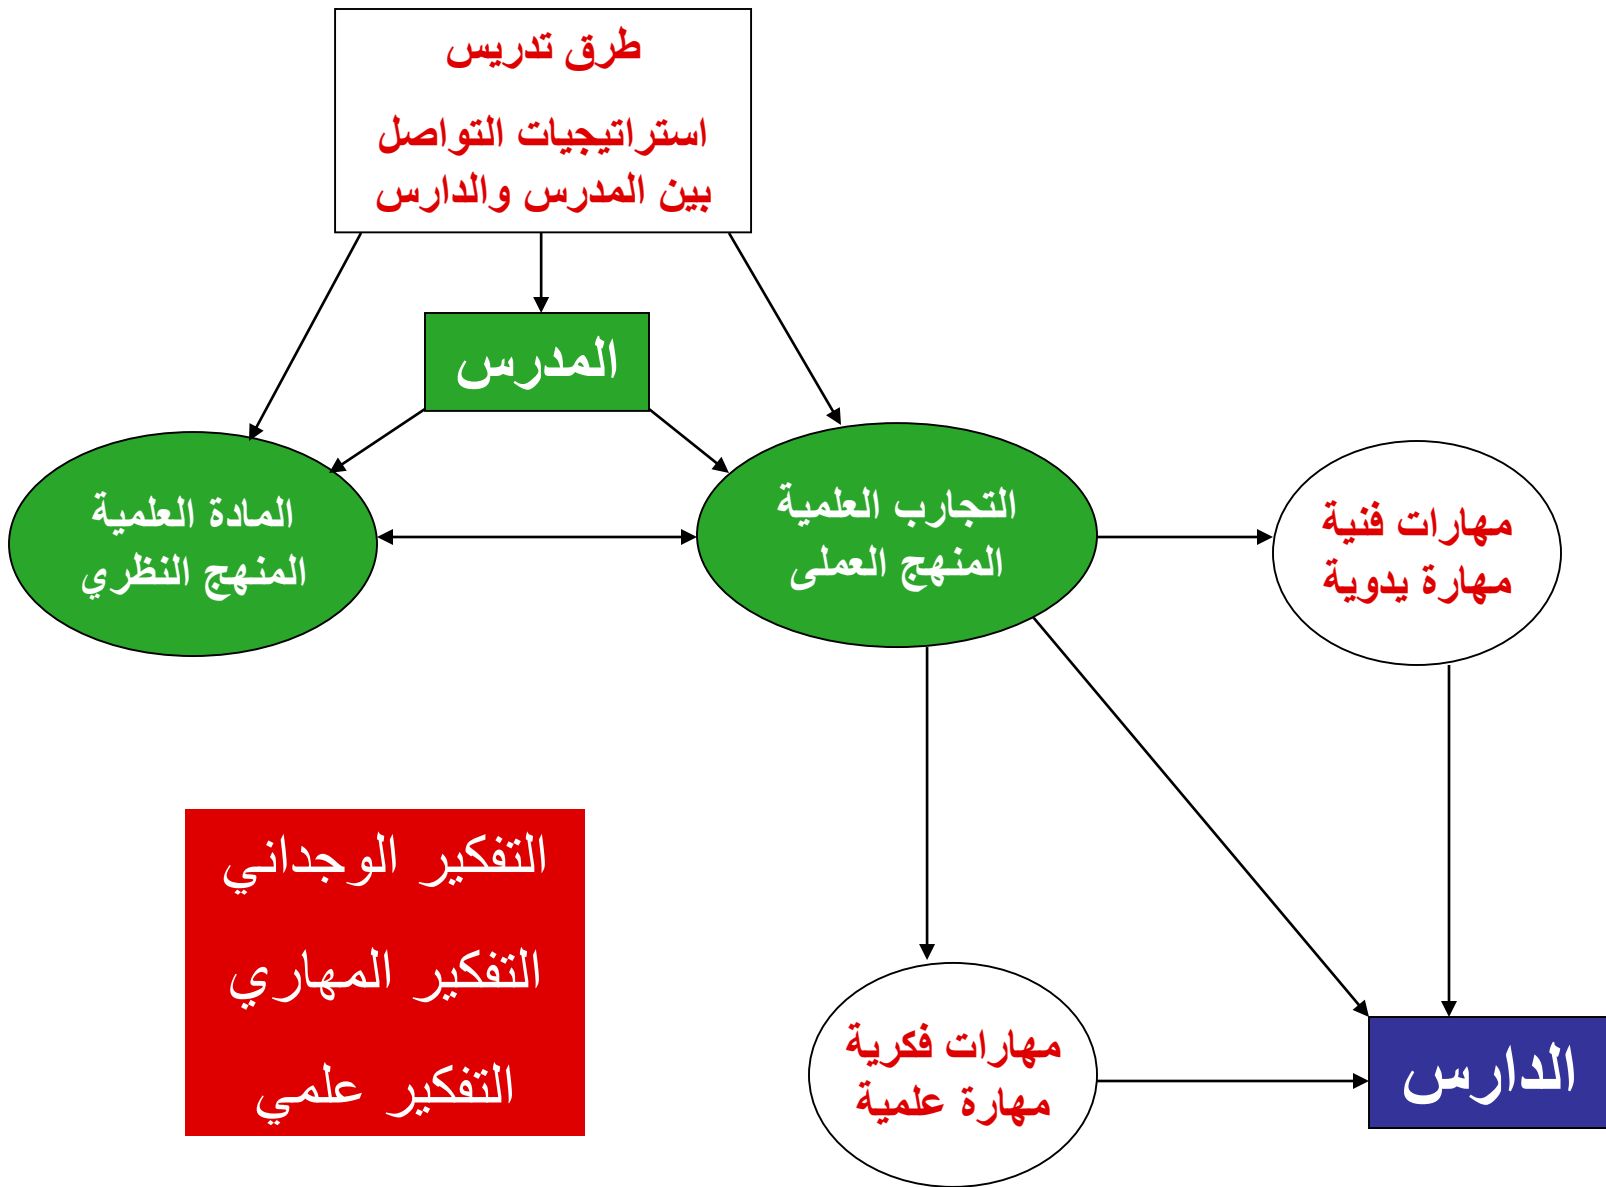 طرق تدريس
استراتيجيات التواصل
بين المدرس والدارس
المدرس
التجارب العلمية
المنهج العملى
المادة العلمية
المنهج النظري
مهارات فنية
مهارة يدوية
التفكير الوجداني
التفكير المهاري
التفكير علمي
مهارات فكرية
مهارة علمية
الدارس